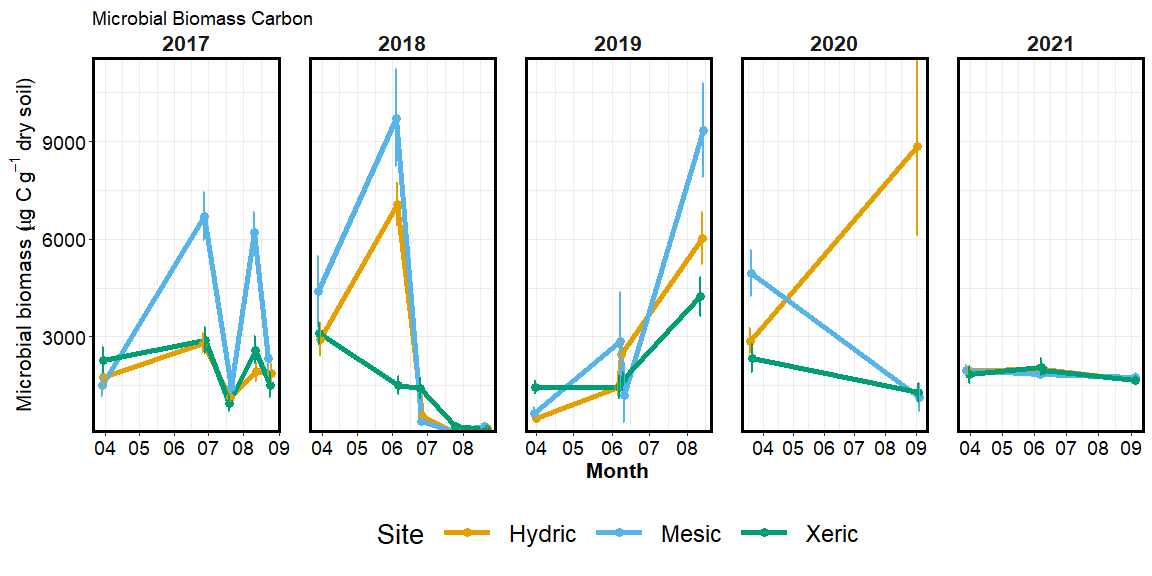 Microbial Biomass Carbon
2017 2018 2019 2020 2021
Microbial biomass (µg C g⁻¹ dry soil)
9000
6000
3000
04 05 06 07 08 09 04 05 06 07 08 04 05 06 07 08 04 05 06 07 08 09 04 05 06 07 08 09
Month
Site Hydric Mesic Xeric